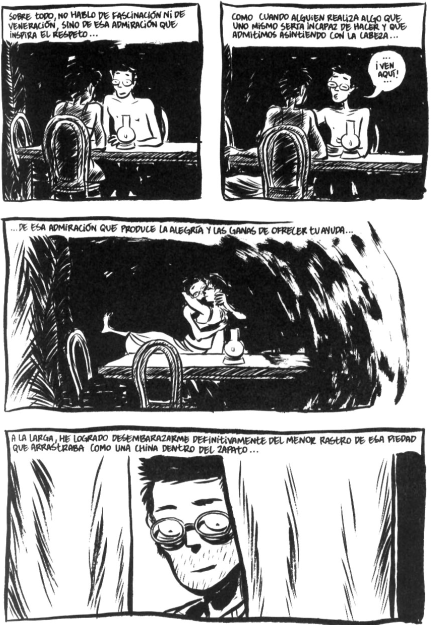 SOBRE TODO, NO HABLO DE FASCINACIÓN NI DE
VENERACIÓN, SINO DE ESA ADMIRACIÓN QUE
INSPIRA EL RESPETO...
COMO CUANDO ALGUIEN REALIZA ALGO QUE
UNO MISMO SERÍA INCAPAZ DE HACER Y QUE
ADMITIMOS ASINTIENDO CON LA CABEZA...
...
¡VEN
AQUÍ!
...
...DE ESA ADMIRACIÓN QUE PRODUCE LA ALEGRÍA Y LAS GANAS DE OFRECER TU AYUDA...
A LA LARGA, HE LOGRADO DESEMBARAZARME DEFINITIVAMENTE DEL MENOR RASTRO DE ESA PIEDAD
QUE ARRASTRABA COMO UNA CHINA DENTRO DEL ZAPATO...